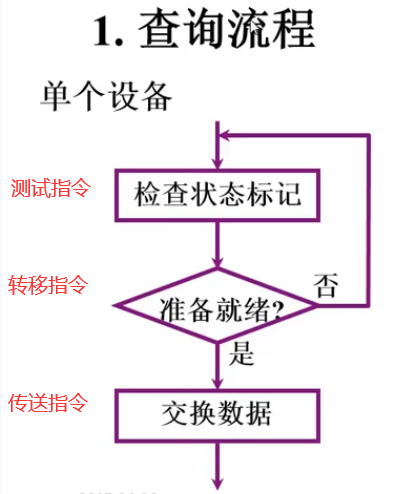 1. 查询流程
单个设备
测试指令
检查状态标记
转移指令
准备就绪?
否
是
传送指令
交换数据